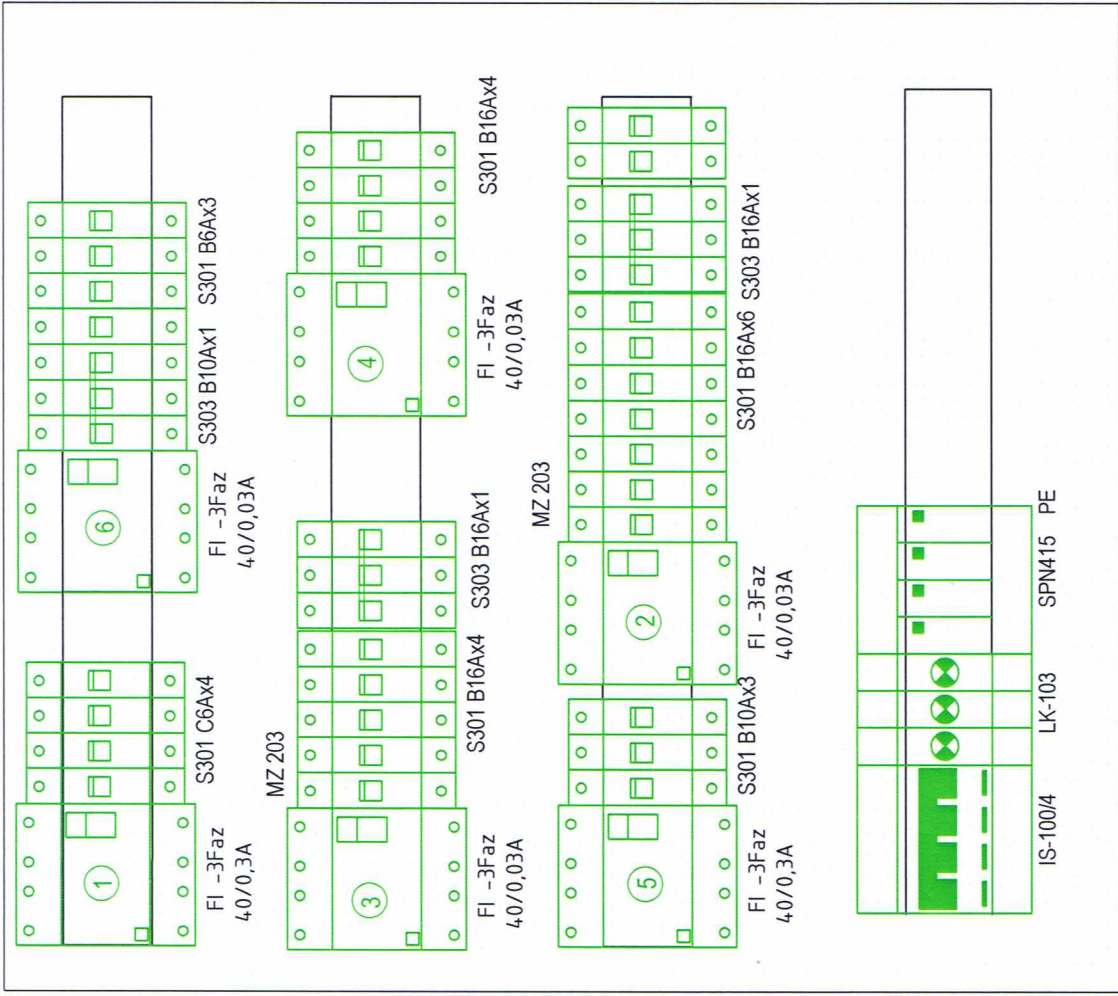 1
FI -3Faz
40/0,3A
S301 C6Ax4
6
FI -3Faz
40/0,03A
S303 B10Ax1
S301 B6Ax3
MZ 203
3
FI -3Faz
40/0,03A
S301 B16Ax4
S303 B16Ax1
4
FI -3Faz
40/0,03A
S301 B16Ax4
5
FI -3Faz
40/0,3A
S301 B10Ax3
MZ 203
2
FI -3Faz
40/0,03A
S301 B16Ax6
S303 B16Ax1
IS-100/4
LK-103
SPN415
PE